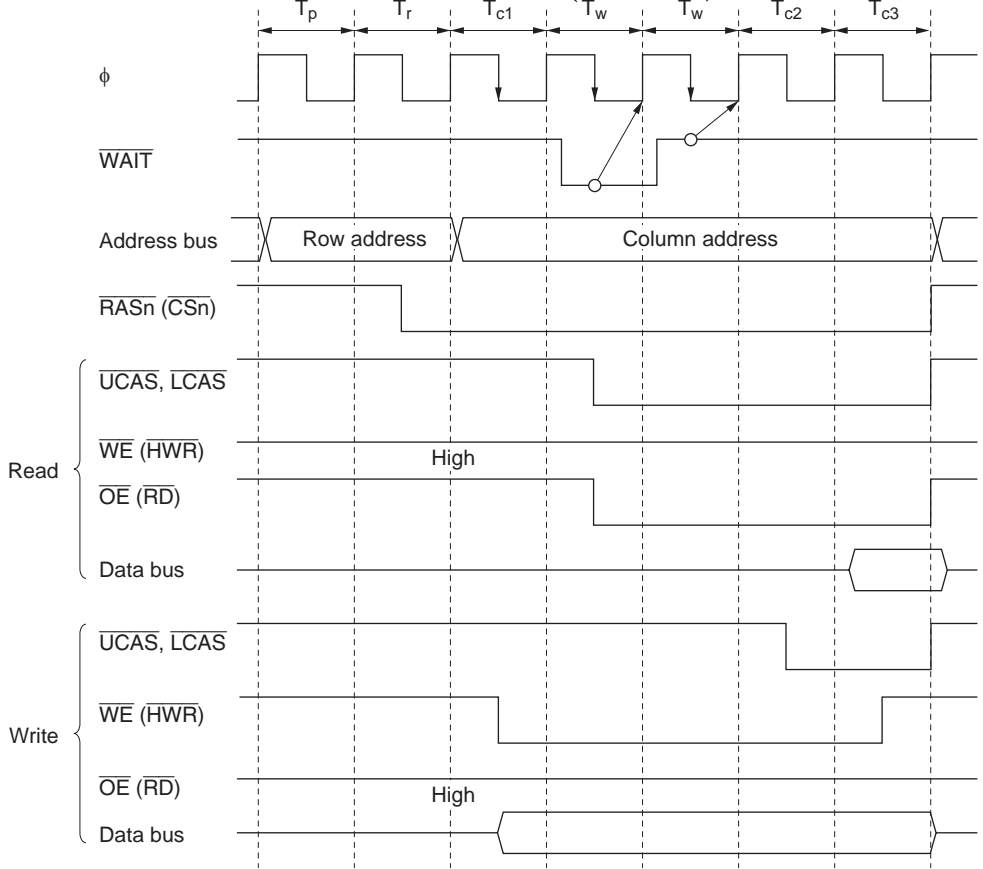 Tp Tr Tc1 Tw Tw Tc2 Tc3
ϕ
WAIT
Address bus Row address Column address
RASn (CSn)
Read
UCAS, LCAS
WE (HWR)
High
OE (RD)
Data bus
Write
UCAS, LCAS
WE (HWR)
OE (RD)
High
Data bus